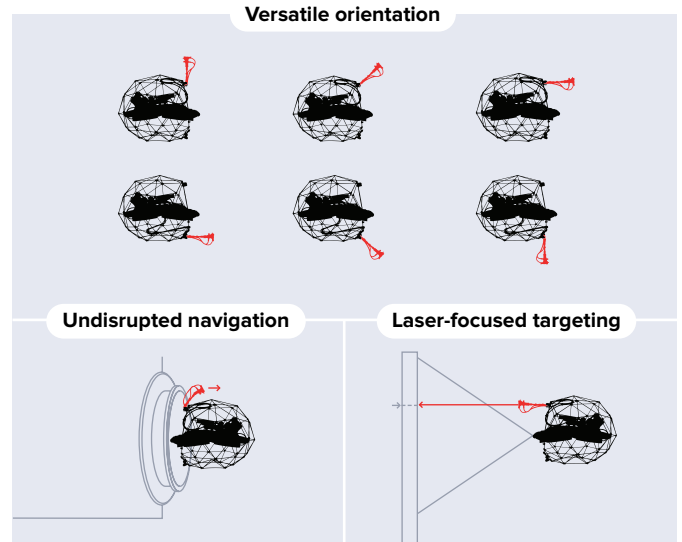 Versatile orientation
Undisrupted navigation
Laser-focused targeting